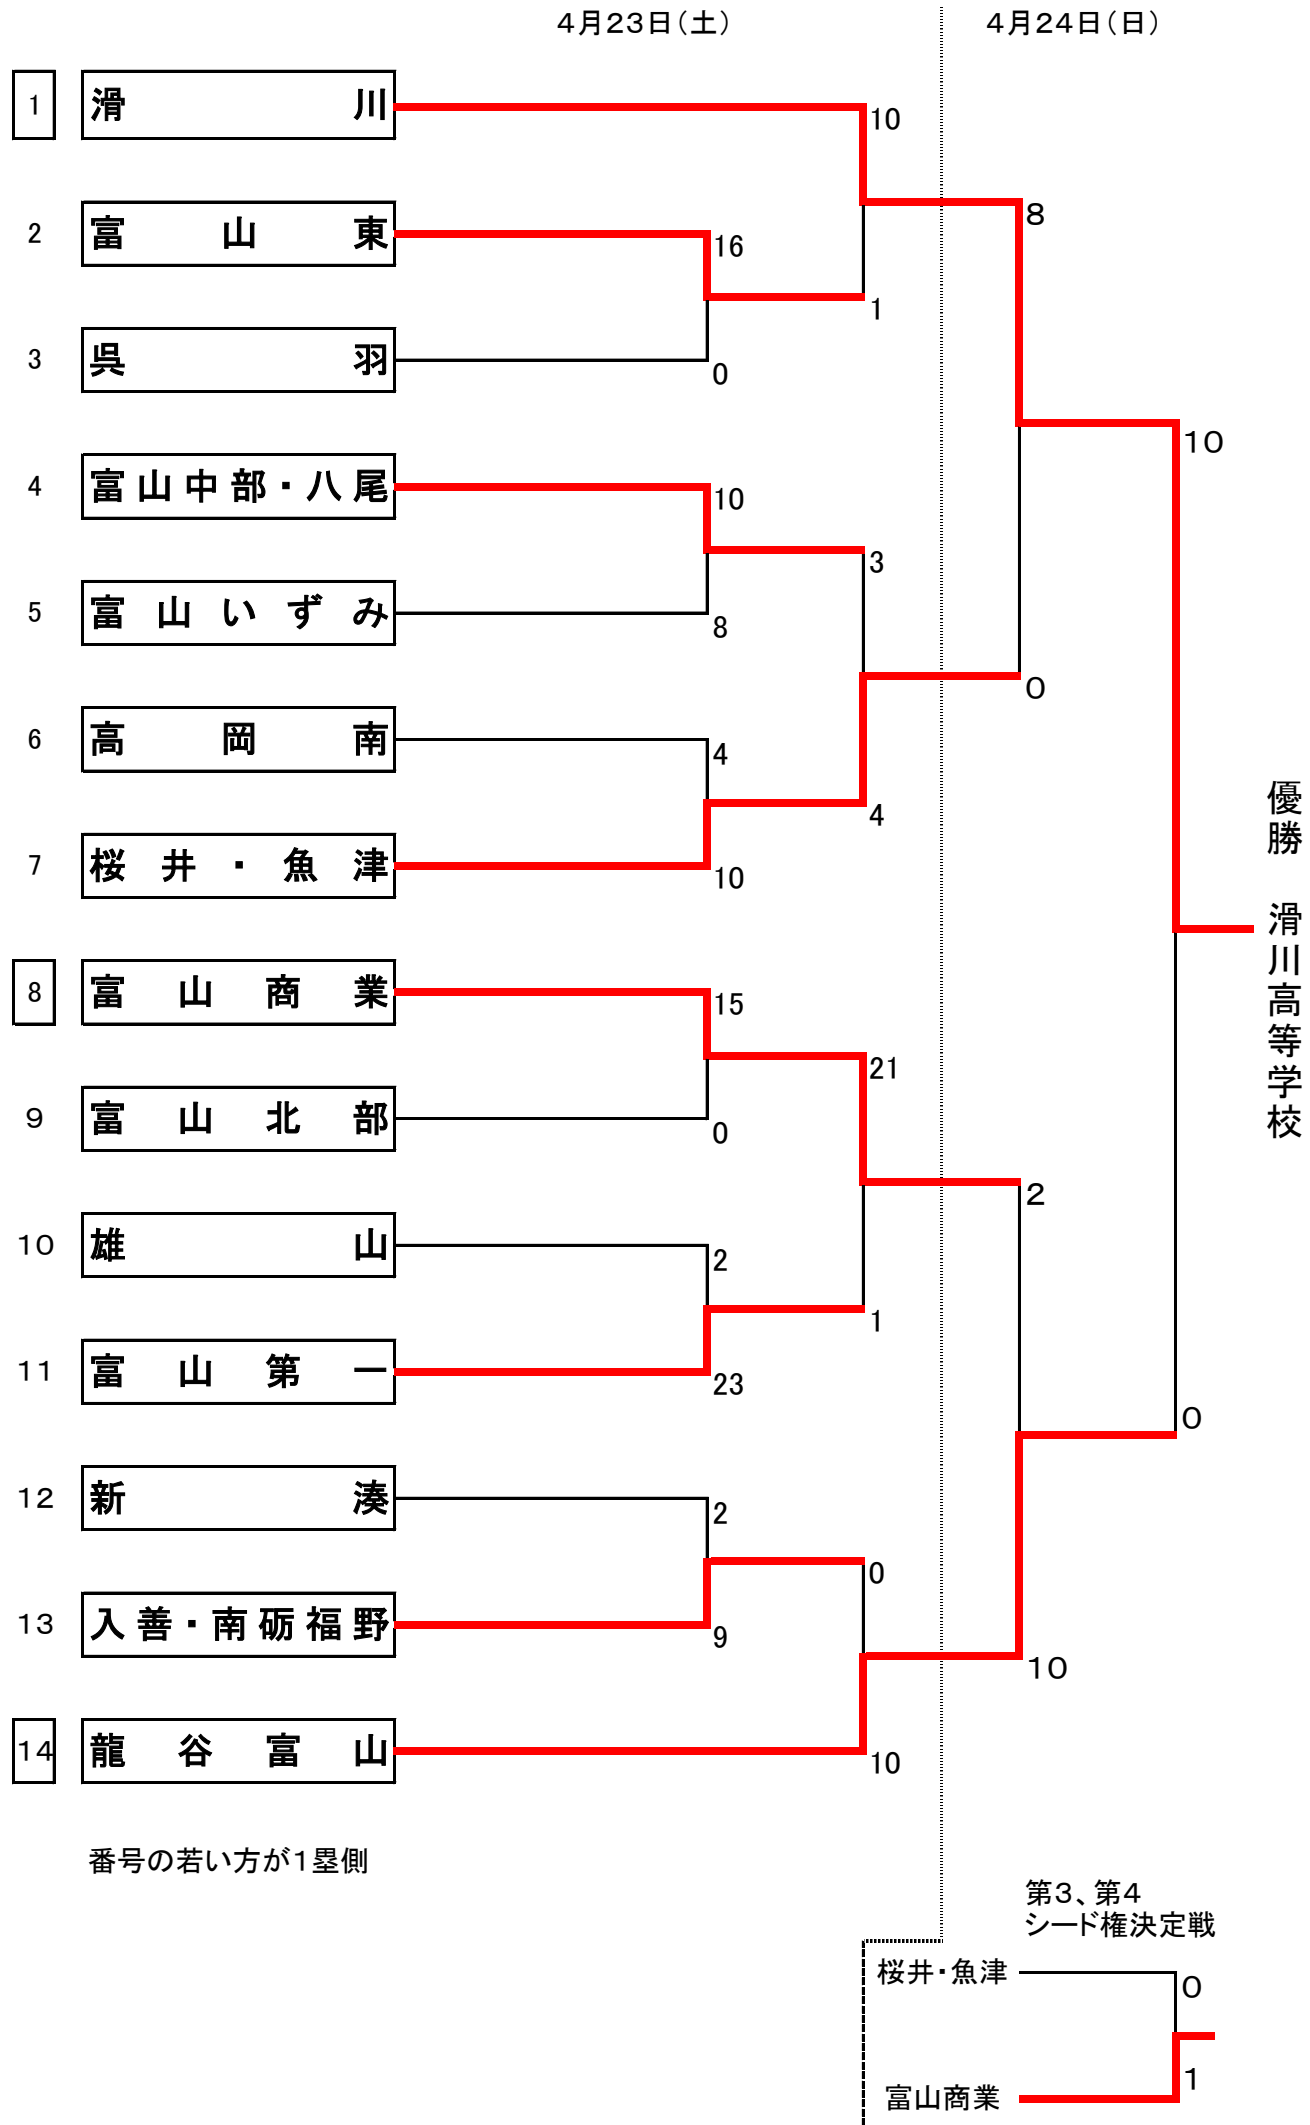 4月23日(土)
4月24日(日)
1 滑川
10
8
2 富山東
16
1
3 呉羽
0
10
4 富山中部・八尾
10
3
5 富山いずみ
8
0
6 高岡南
4
4
7 桜井・魚津
10
優勝 滑川高等学校
8 富山商業
15
21
9 富山北部
0
2
10 雄山
2
1
11 富山第一
23
0
12 新湊
2
0
13 入善・南砺福野
9
10
14 龍谷富山
10
番号の若い方が1塁側
第3、第4
シード権決定戦
桜井・魚津
0
1
富山商業